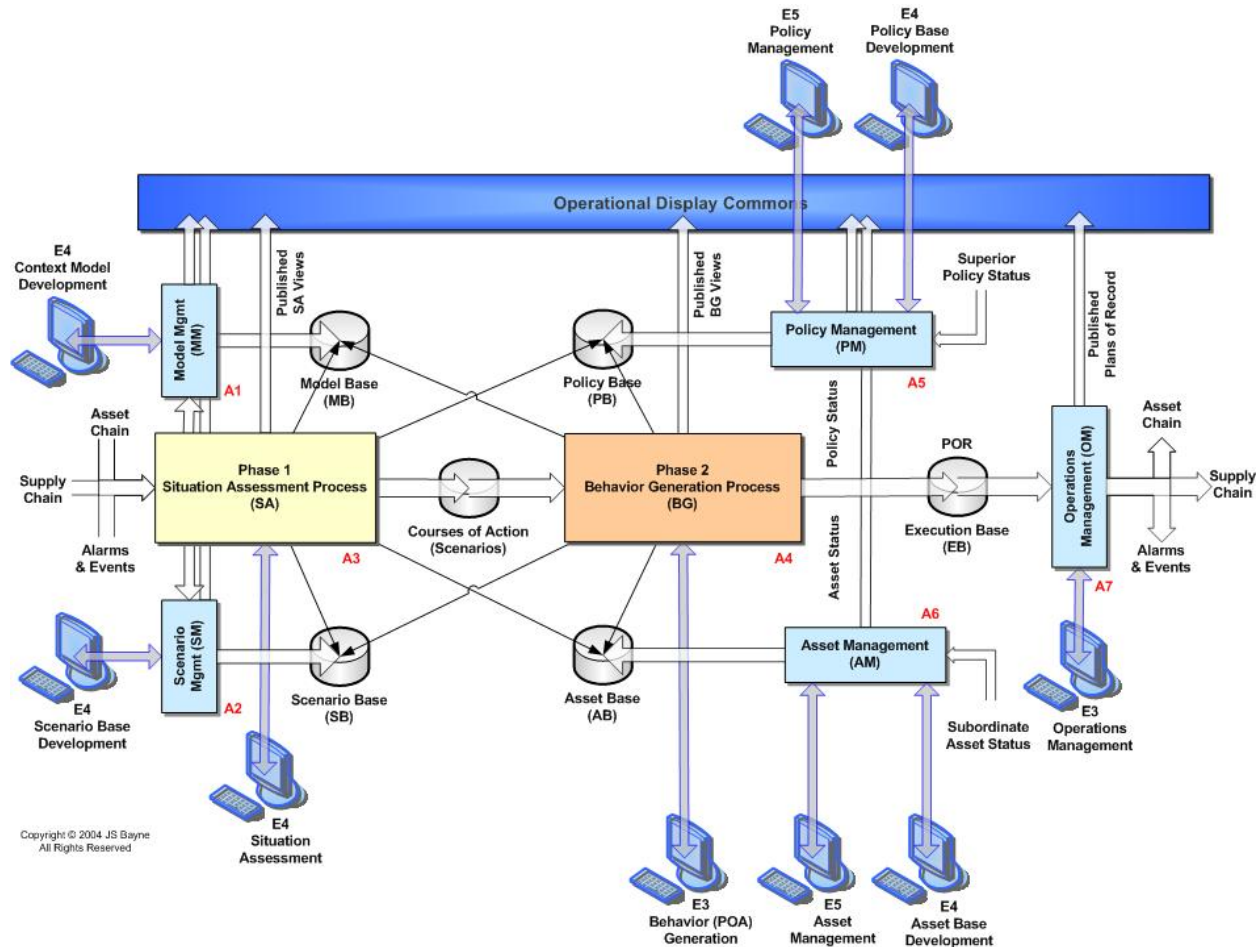 E5
Policy
Management
E4
Policy Base
Development
Operational Display Commons
E4
Context Model
Development
Model Mgmt
(MM)
A1
Published
SA Views
Model Base
(MB)
Policy Base
(PB)
Published
BG Views
Policy Management
(PM)
A5
Superior
Policy Status
Published
Plans of Record
Asset
Chain
Supply
Chain
Alarms
& Events
Phase 1
Situation Assessment Process
(SA)
A3
Courses of Action
(Scenarios)
Phase 2
Behavior Generation Process
(BG)
A4
Policy Status
Asset Status
POR
Execution Base
(EB)
Operations
Management (OM)
A7
Asset
Chain
Supply
Chain
Alarms
& Events
Scenario
Mgmt (SM)
A2
E4
Scenario Base
Development
Scenario Base
(SB)
Asset Base
(AB)
A6
Asset Management
(AM)
Subordinate
Asset Status
E3
Operations
Management
E4
Situation
Assessment
E3
Behavior (POA)
Generation
E5
Asset
Management
E4
Asset Base
Development
Copyright © 2004 JS Bayne
All Rights Reserved